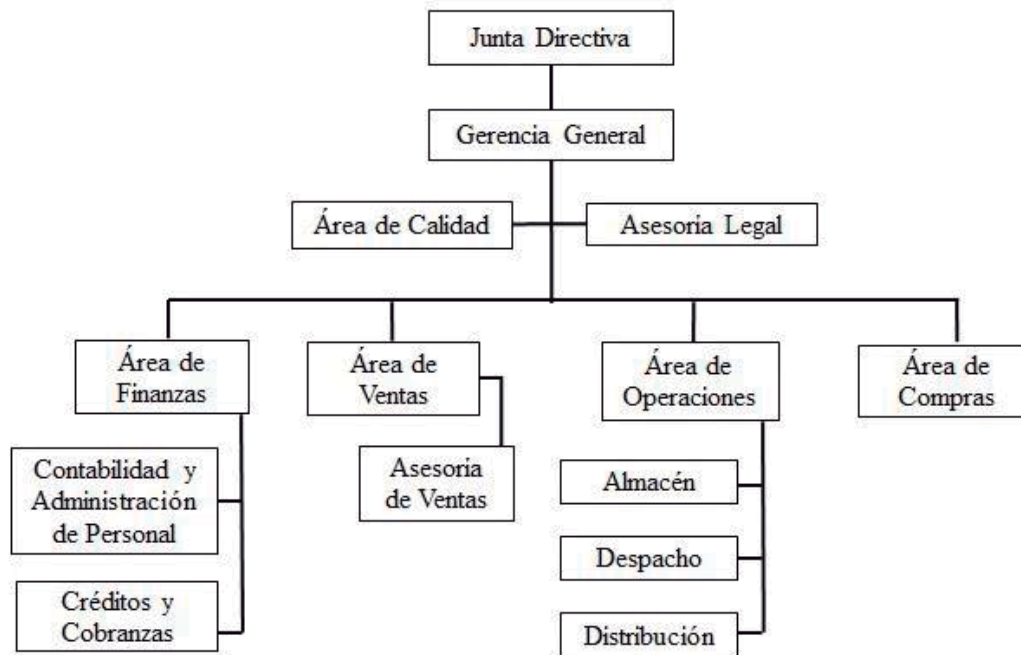 Junta Directiva
Gerencia General
Área de Calidad
Asesoria Legal
Área de
Finanzas
Área de
Ventas
Área de
Operaciones
Área de
Compras
Contabilidad y
Administración
de Personal
Créditos y
Cobranzas
Asesoria
de Ventas
Almacén
Despacho
Distribución